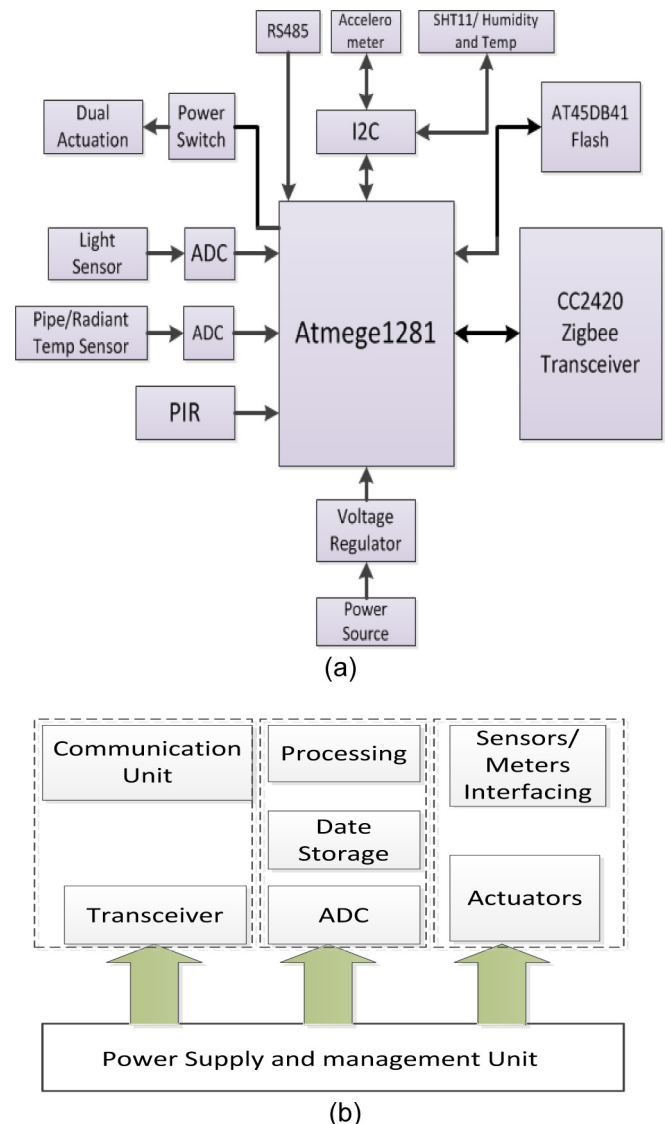 RS485
Accelero
meter
SHT11/ Humidity
and Temp
Dual
Actuation
Power
Switch
I2C
AT45DB41
Flash
Light
Sensor
ADC
Pipe/Radiant
Temp Sensor
ADC
Atmege1281
CC2420
Zigbee
Transceiver
PIR
Voltage
Regulator
Power
Source
(a)
Communication
Unit
Transceiver
Processing
Date
Storage
ADC
Sensors/
Meters
Interfacing
Actuators
Power Supply and management Unit
(b)